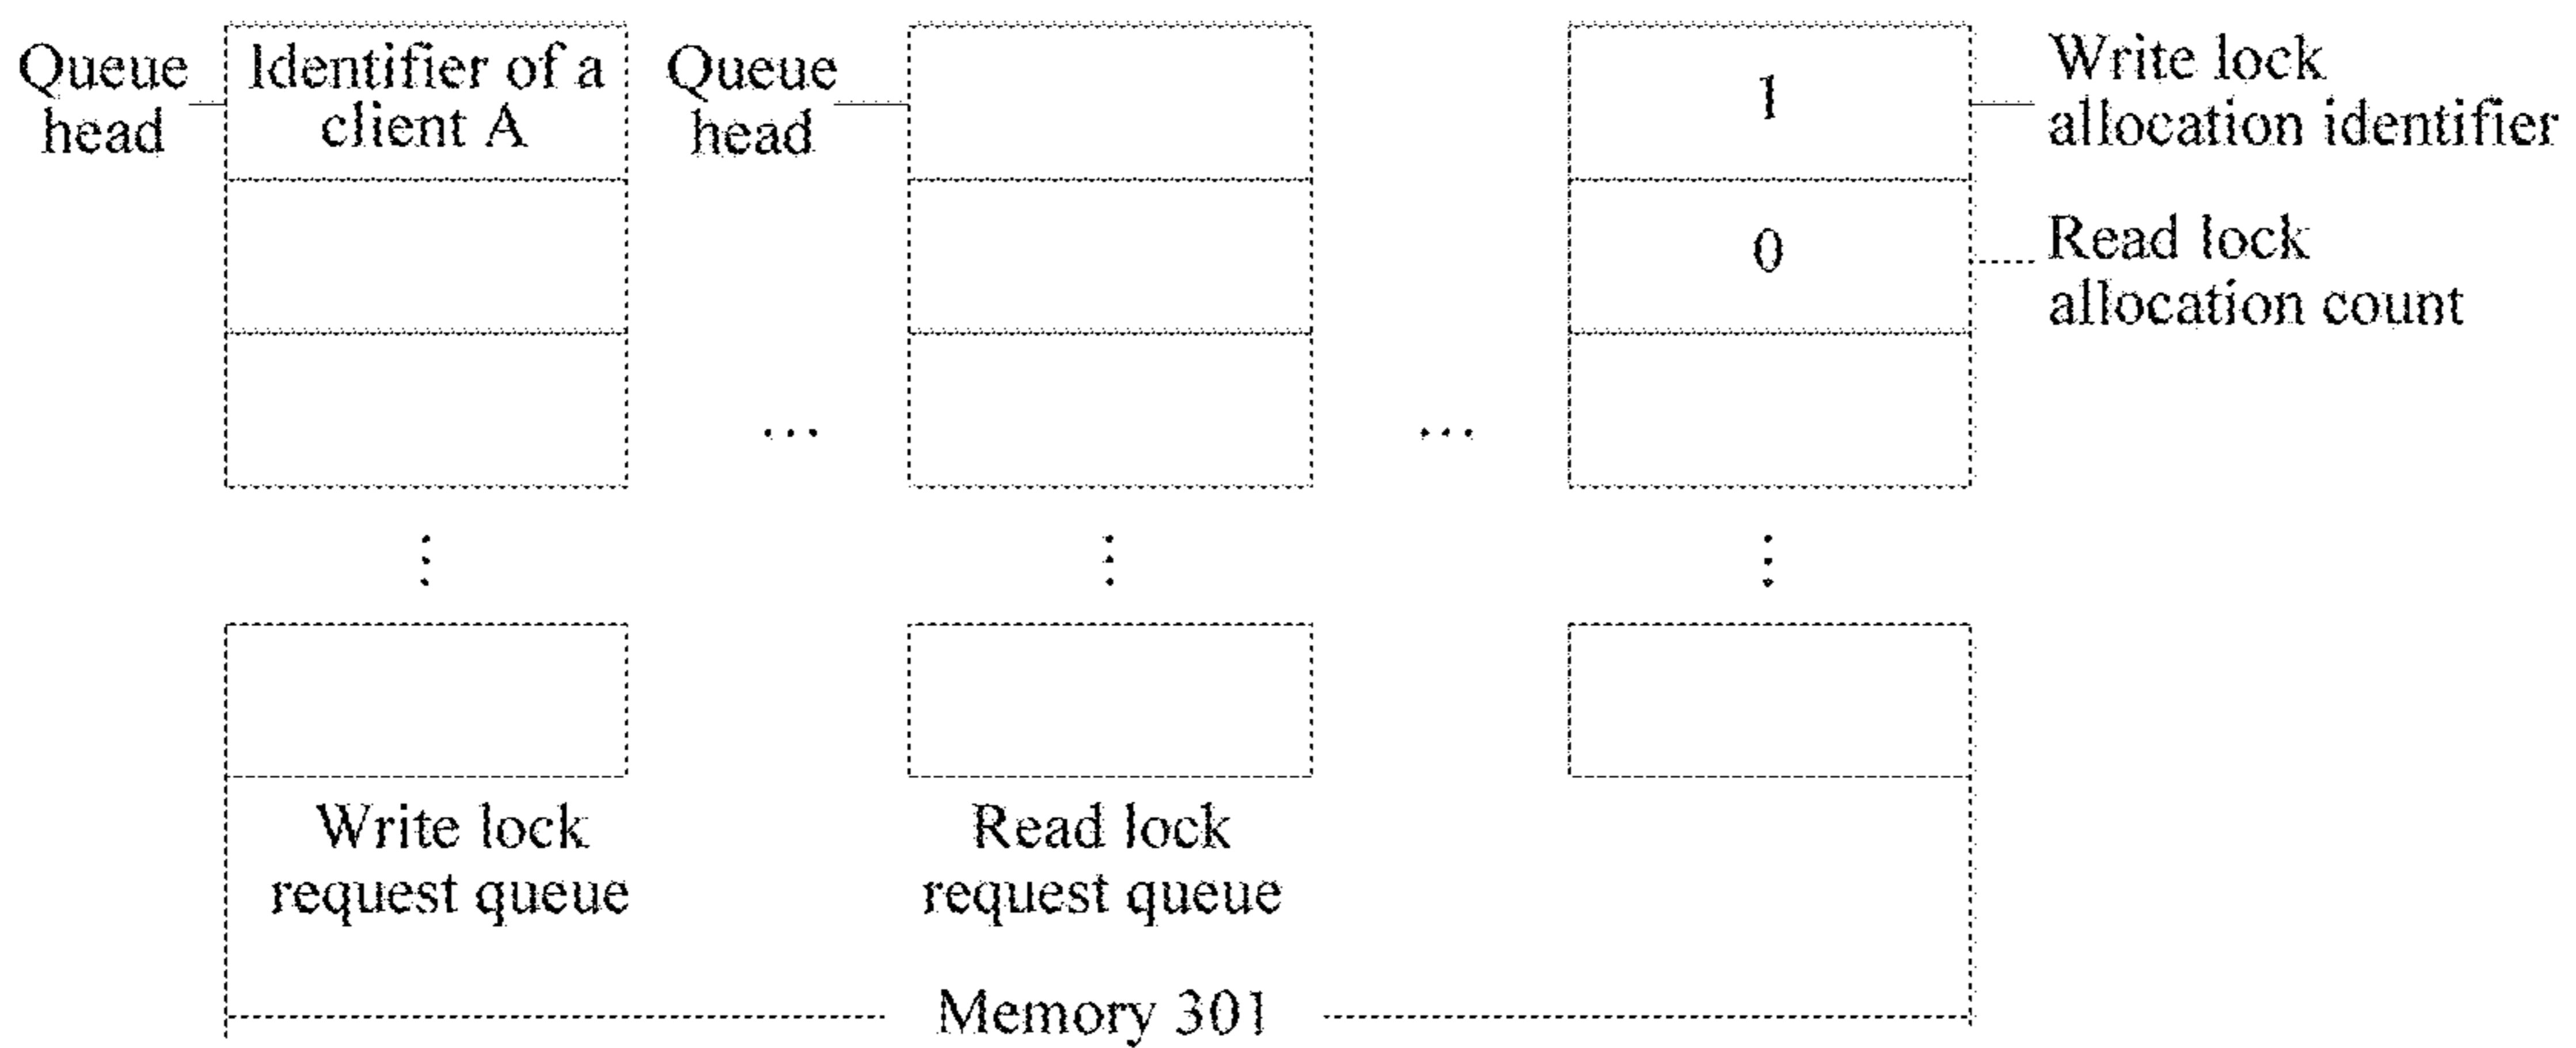 Queue
head
Identifier of a
client A
Queue
head
1
Write lock
allocation identifier
0
Read lock
allocation count
...
...
Write lock
request queue
Read lock
request queue
Memory 301